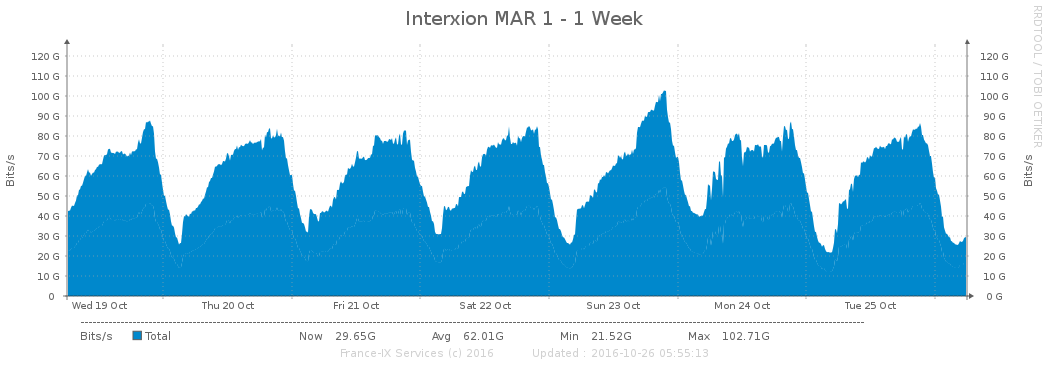 Interxion MAR 1 - 1 Week
RRDTOOL / TOBI OETIKER
Bits/s
120 G
110 G
100 G
90 G
80 G
70 G
60 G
50 G
40 G
30 G
20 G
10 G
0
120 G
110 G
100 G
90 G
80 G
70 G
60 G
50 G
40 G
30 G
20 G
10 G
0 G
Bits/s
Wed 19 Oct Thu 20 Oct Fri 21 Oct Sat 22 Oct Sun 23 Oct Mon 24 Oct Tue 25 Oct
Bits/s Total Now 29.65G Avg 62.01G Min 21.52G Max 102.71G
France-IX Services (c) 2016 Updated : 2016-10-26 05:55:13